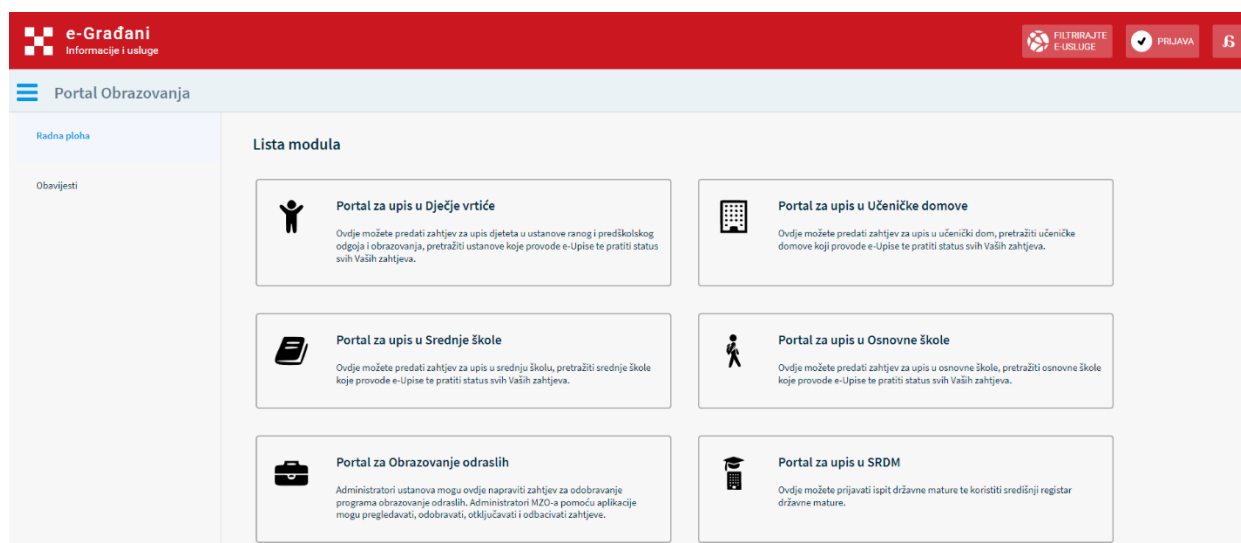 e-Građani
Informacije i usluge
FILTRIRAJTE
E-USLUGE
PRIJAVA
Portal Obrazovanja
Radna ploha
Obavijesti
Lista modula
Portal za upis u Dječje vrtiće
Ovdje možete predati zahtjev za upis djeteta u ustanove ranog i predškolskog
odgoja i obrazovanja, pretražiti ustanove koje provode e-Upise te pratiti status
svih Vaših zahtjeva.
Portal za upis u Učeničke domove
Ovdje možete predati zahtjev za upis u učenički dom, pretražiti učeničke
domove koji provode e-Upise te pratiti status svih Vaših zahtjeva.
Portal za upis u Srednje škole
Ovdje možete predati zahtjev za upis u srednju školu, pretražiti srednje škole
koje provode e-Upise te pratiti status svih Vaših zahtjeva.
Portal za upis u Osnovne škole
Ovdje možete predati zahtjev za upis u osnovne škole, pretražiti osnovne škole
koje provode e-Upise te pratiti status svih Vaših zahtjeva.
Portal za Obrazovanje odraslih
Administratori ustanova mogu ovdje napraviti zahtjev za odobravanje
programa obrazovanje odraslih. Administratori MZO-a pomoću aplikacije
mogu pregledavati, odobravati, otključavati i odbacivati zahtjeve.
Portal za upis u SRDM
Ovdje možete prijavati ispit državne mature te koristiti središnji registar
državne mature.